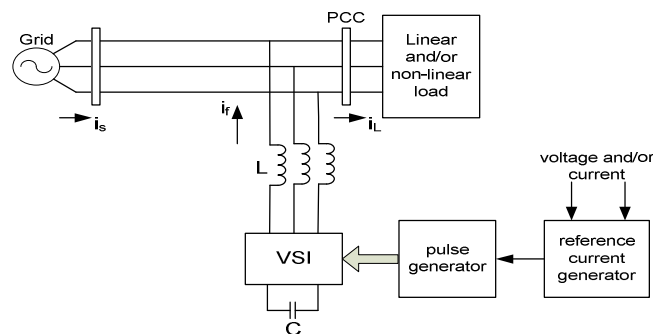 Grid
PCC
Linear
and/or
non-linear
load
is
if
iL
L
voltage and/or
current
VSI
pulse
generator
reference
current
generator
C